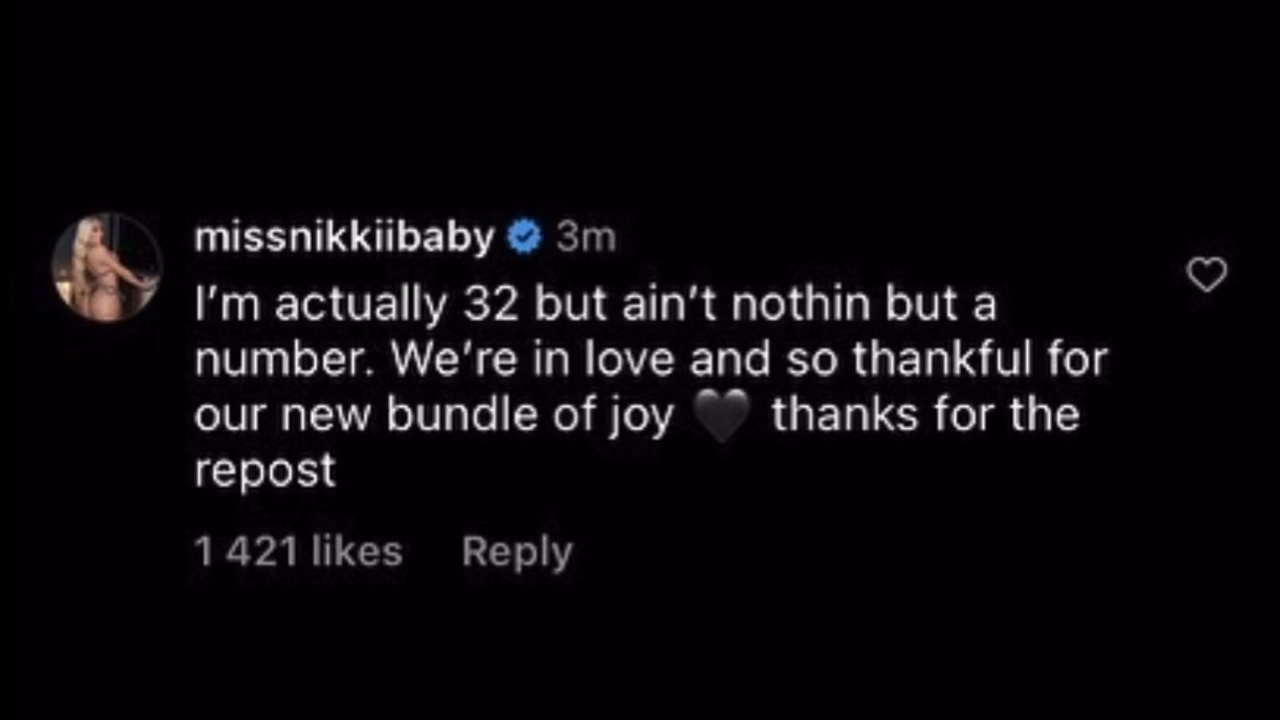 missnikkiibaby 3m
I’m actually 32 but ain’t nothin but a
number. We’re in love and so thankful for
our new bundle of joy 🖤 thanks for the
repost
1 421 likes Reply